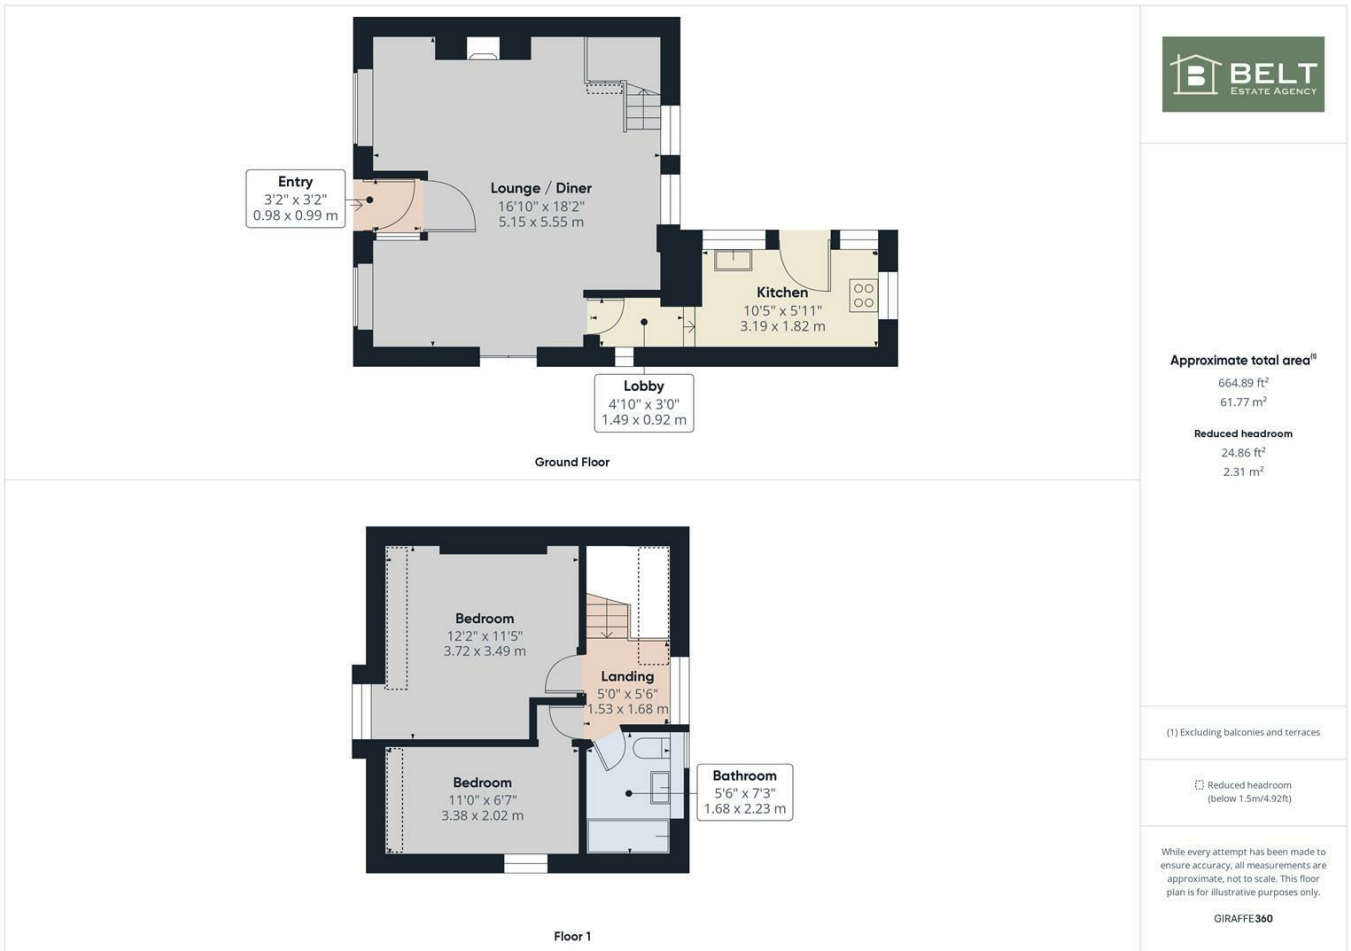 BELT
ESTATE AGENCY
Entry
3'2" x 3'2"
0.98 x 0.99 m
Lounge / Diner
16'10" x 18'2"
5.15 x 5.55 m
Kitchen
10'5" x 5'11"
3.19 x 1.82 m
Lobby
4'10" x 3'0"
1.49 x 0.92 m
Ground Floor
Approximate total area⁽¹⁾
664.89 ft²
61.77 m²
Reduced headroom
24.86 ft²
2.31 m²
Bedroom
12'2" x 11'5"
3.72 x 3.49 m
Landing
5'0" x 5'6"
1.53 x 1.68 m
Bedroom
11'0" x 6'7"
3.38 x 2.02 m
Bathroom
5'6" x 7'3"
1.68 x 2.23 m
Floor 1
(1) Excluding balconies and terraces
Reduced headroom
(below 1.5m/4.92ft)
While every attempt has been made to
ensure accuracy, all measurements are
approximate, not to scale. This floor
plan is for illustrative purposes only.
GIRAFFE360